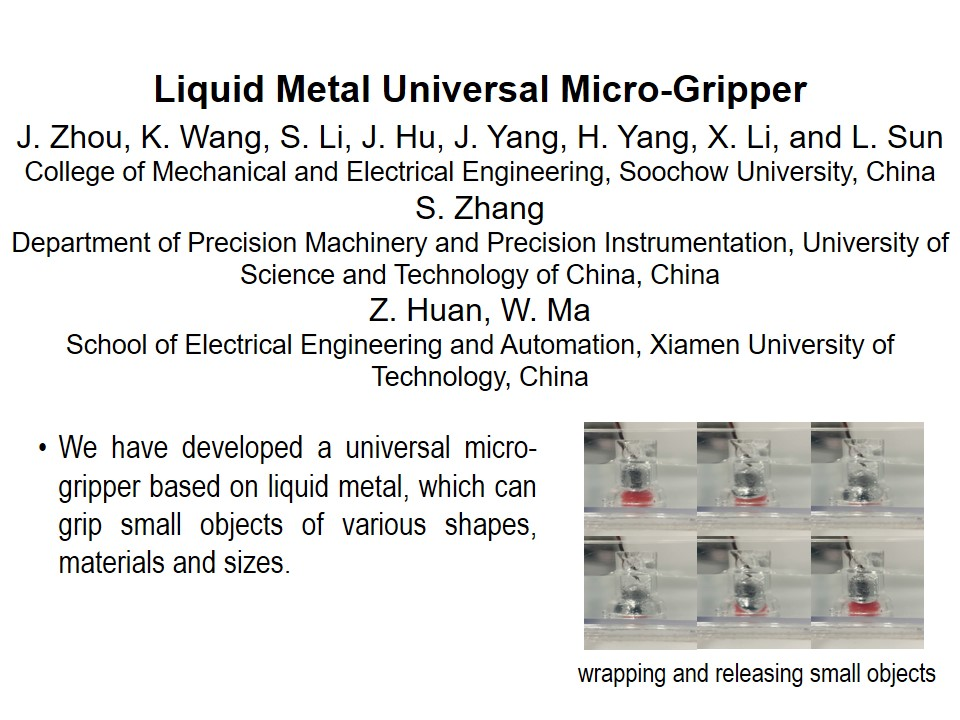 Liquid Metal Universal Micro-Gripper
J. Zhou, K. Wang, S. Li, J. Hu, J. Yang, H. Yang, X. Li, and L. Sun
College of Mechanical and Electrical Engineering, Soochow University, China
S. Zhang
Department of Precision Machinery and Precision Instrumentation, University of
Science and Technology of China, China
Z. Huan, W. Ma
School of Electrical Engineering and Automation, Xiamen University of
Technology, China
• We have developed a universal micro-
gripper based on liquid metal, which can
grip small objects of various shapes,
materials and sizes.
wrapping and releasing small objects